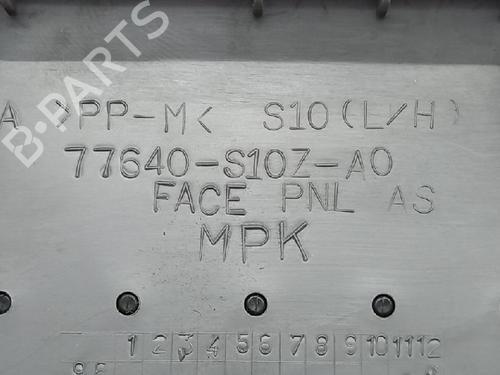 A >PP-M< S10(L/H)
77640-S10Z-A0
FACE PNL AS
MPK
1 2 3 4 5 6 7 8 9 10 11 12
B-PARTS